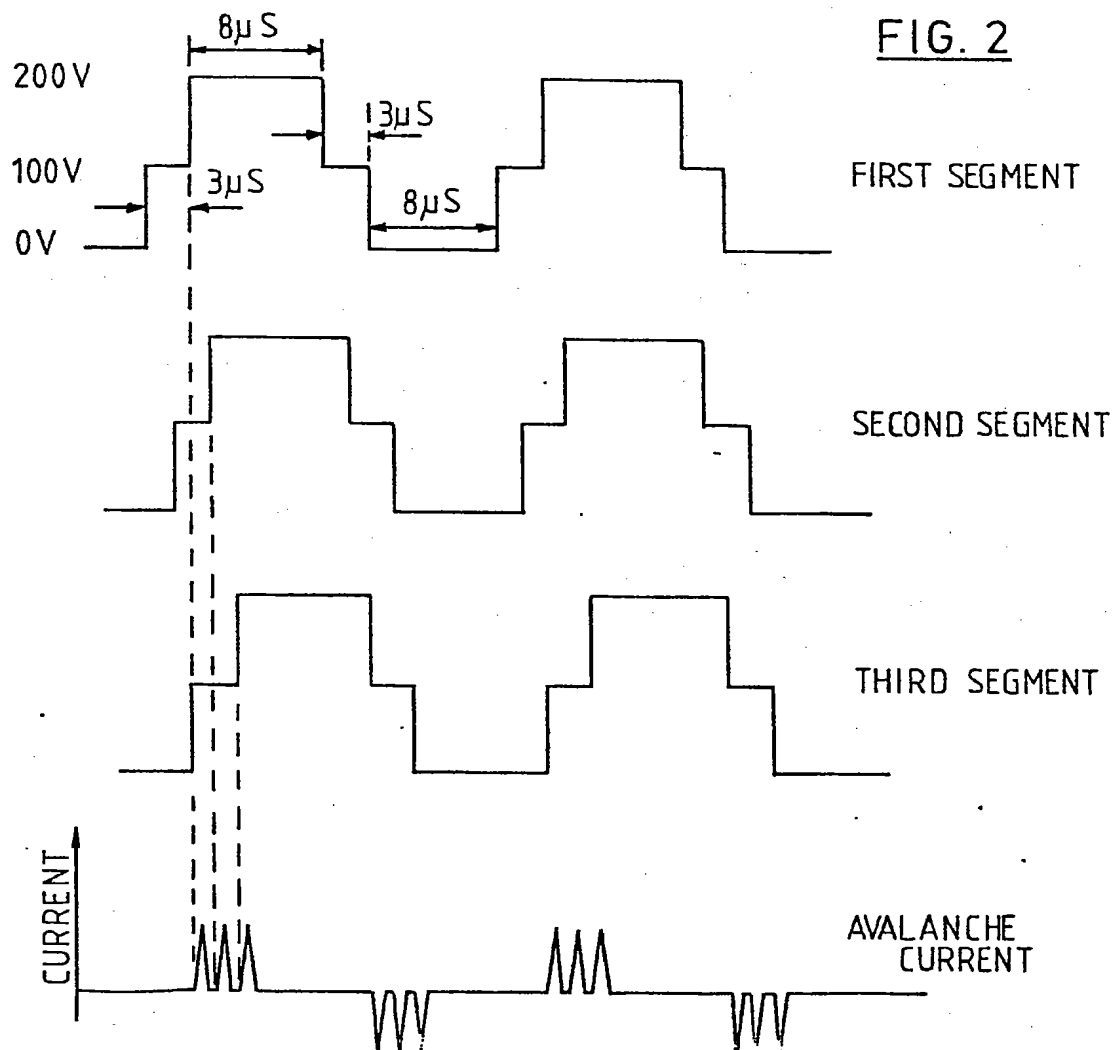 FIG. 2
8µS
200V
3µS
100V
FIRST SEGMENT
3µS
8µS
0V
SECOND SEGMENT
THIRD SEGMENT
CURRENT
AVALANCHE
CURRENT